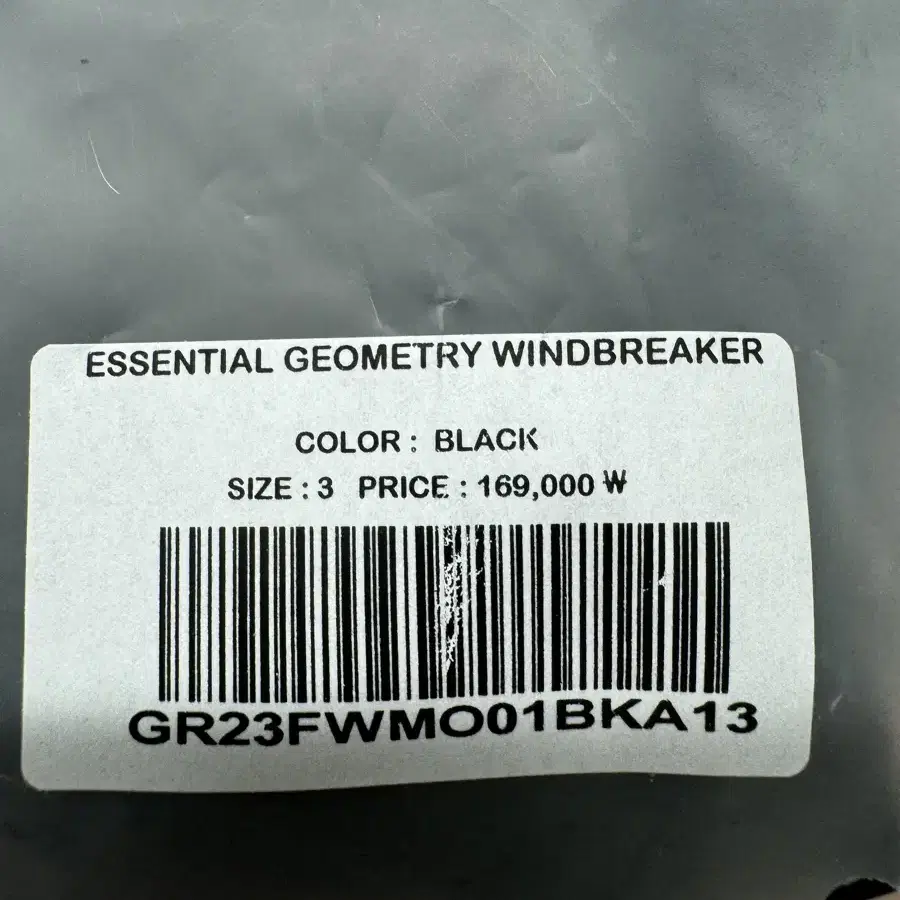 ESSENTIAL GEOMETRY WINDBREAKER
COLOR : BLACK
SIZE : 3 PRICE : 169,000 ₩
GR23FWMO01BKA13